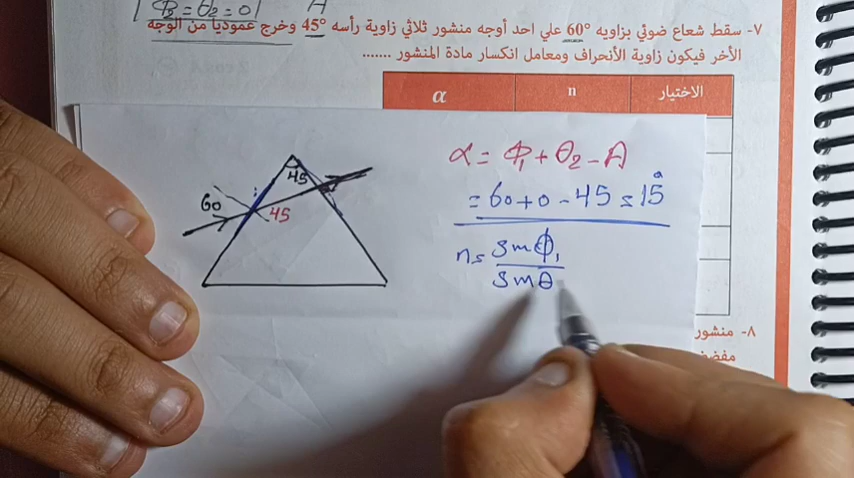 Φ₂ = θ₂ = 0
A
٧- سقط شعاع ضوئي بزاويه 60° علي احد أوجه منشور ثلاثي زاوية رأسه 45° وخرج عموديا من الوجه
الأخر فيكون زاوية الأنحراف ومعامل انكسار مادة المنشور .......
الاختيار n α
60
45
45
α = Φ₁ + θ₂ - A
= 60 + 0 - 45 = 15°
n = Sin Φ₁
Sin θ
٨- منشور